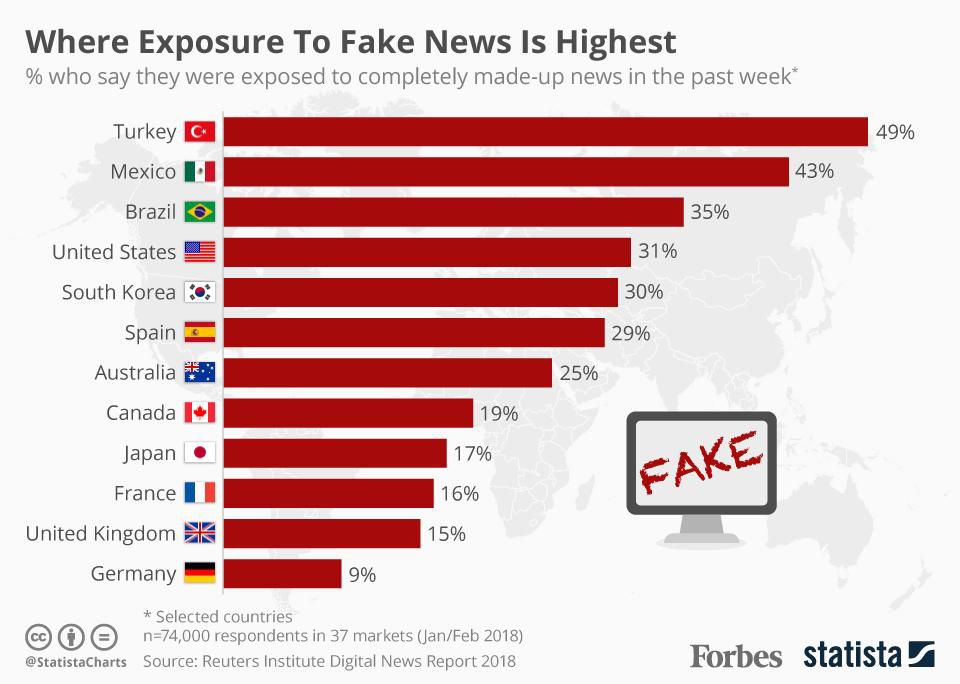 Where Exposure To Fake News Is Highest
% who say they were exposed to completely made-up news in the past week*
Turkey 49%
Mexico 43%
Brazil 35%
United States 31%
South Korea 30%
Spain 29%
Australia 25%
Canada 19%
Japan 17%
France 16%
United Kingdom 15%
Germany 9%
FAKE
* Selected countries
n=74,000 respondents in 37 markets (Jan/Feb 2018)
Source: Reuters Institute Digital News Report 2018
cc
@StatistaCharts
Forbes statista